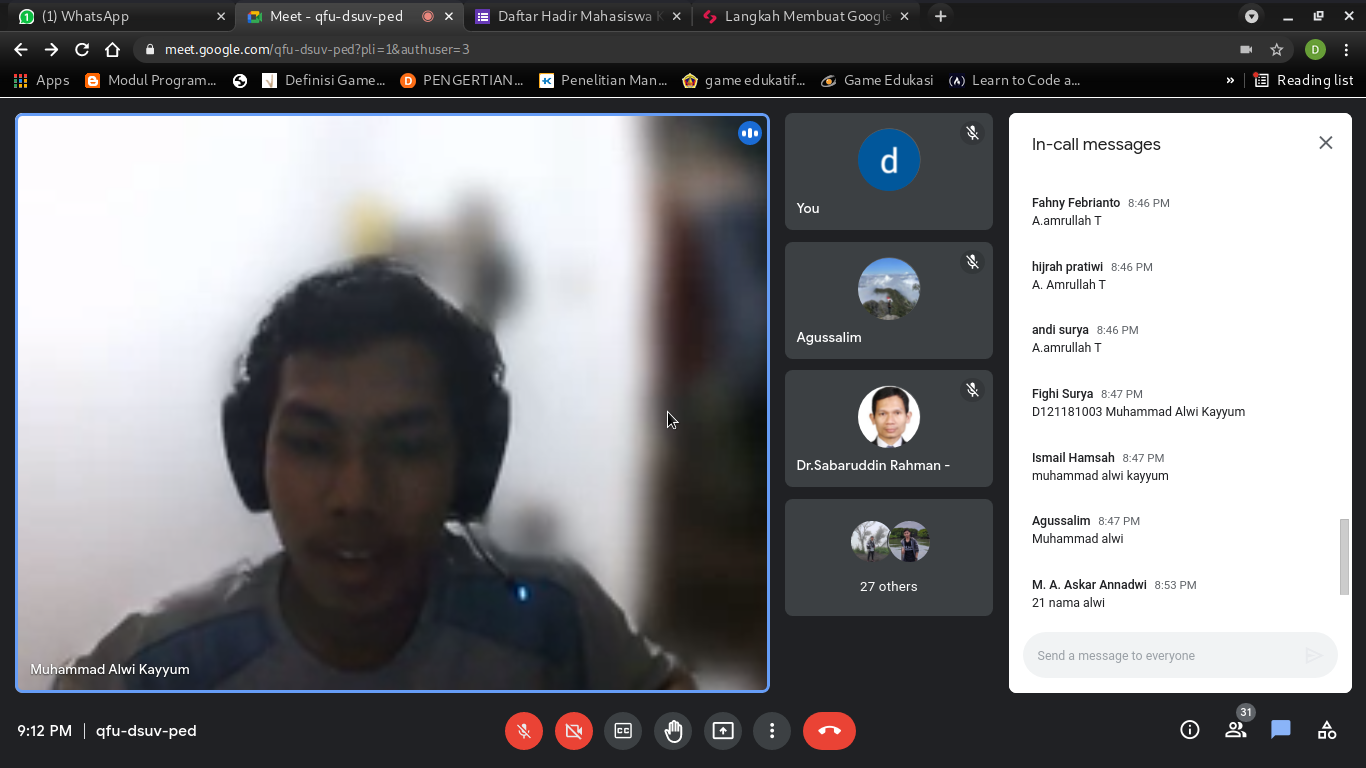 (1) WhatsApp
Meet - qfu-dsuv-ped
Daftar Hadir Mahasiswa K
Langkah Membuat Google
meet.google.com/qfu-dsuv-ped?pli=1&authuser=3
D
Apps
Modul Program...
Definisi Game...
PENGERTIAN...
Penelitian Man...
game edukatif...
Game Edukasi
Learn to Code a...
»
Reading list
d
You
Agussalim
Dr.Sabaruddin Rahman -
27 others
Muhammad Alwi Kayyum
In-call messages
Fahny Febrianto 8:46 PM
A.amrullah T
hijrah pratiwi 8:46 PM
A. Amrullah T
andi surya 8:46 PM
A.amrullah T
Fighi Surya 8:47 PM
D121181003 Muhammad Alwi Kayyum
Ismail Hamsah 8:47 PM
muhammad alwi kayyum
Agussalim 8:47 PM
Muhammad alwi
M. A. Askar Annadwi 8:53 PM
21 nama alwi
Send a message to everyone
9:12 PM | qfu-dsuv-ped
31